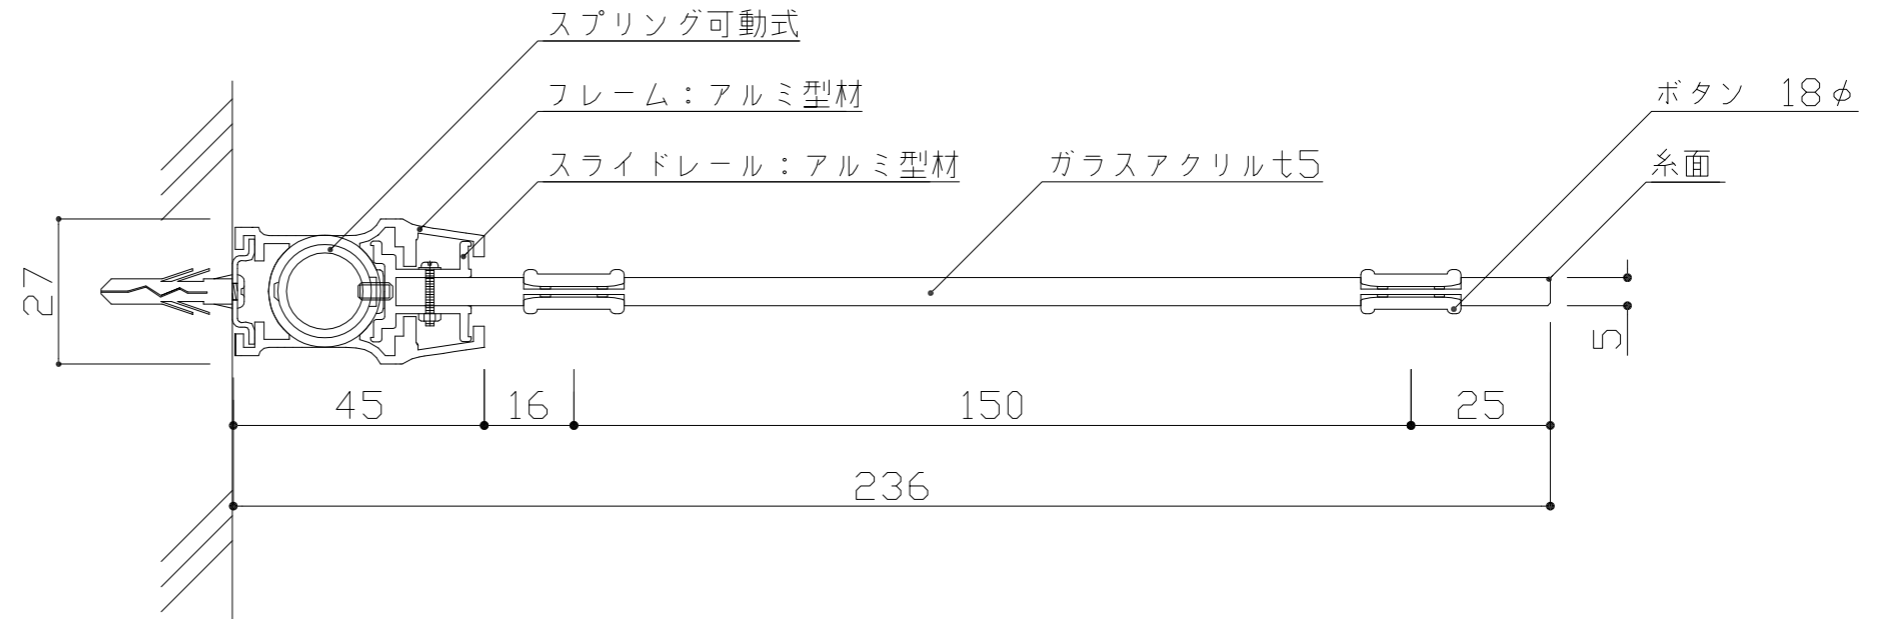 スプリング可動式
フレーム：アルミ型材
ボタン　18φ
スライドレール：アルミ型材
ガラスアクリルt5
糸面
27
5
45
16
150
25
236